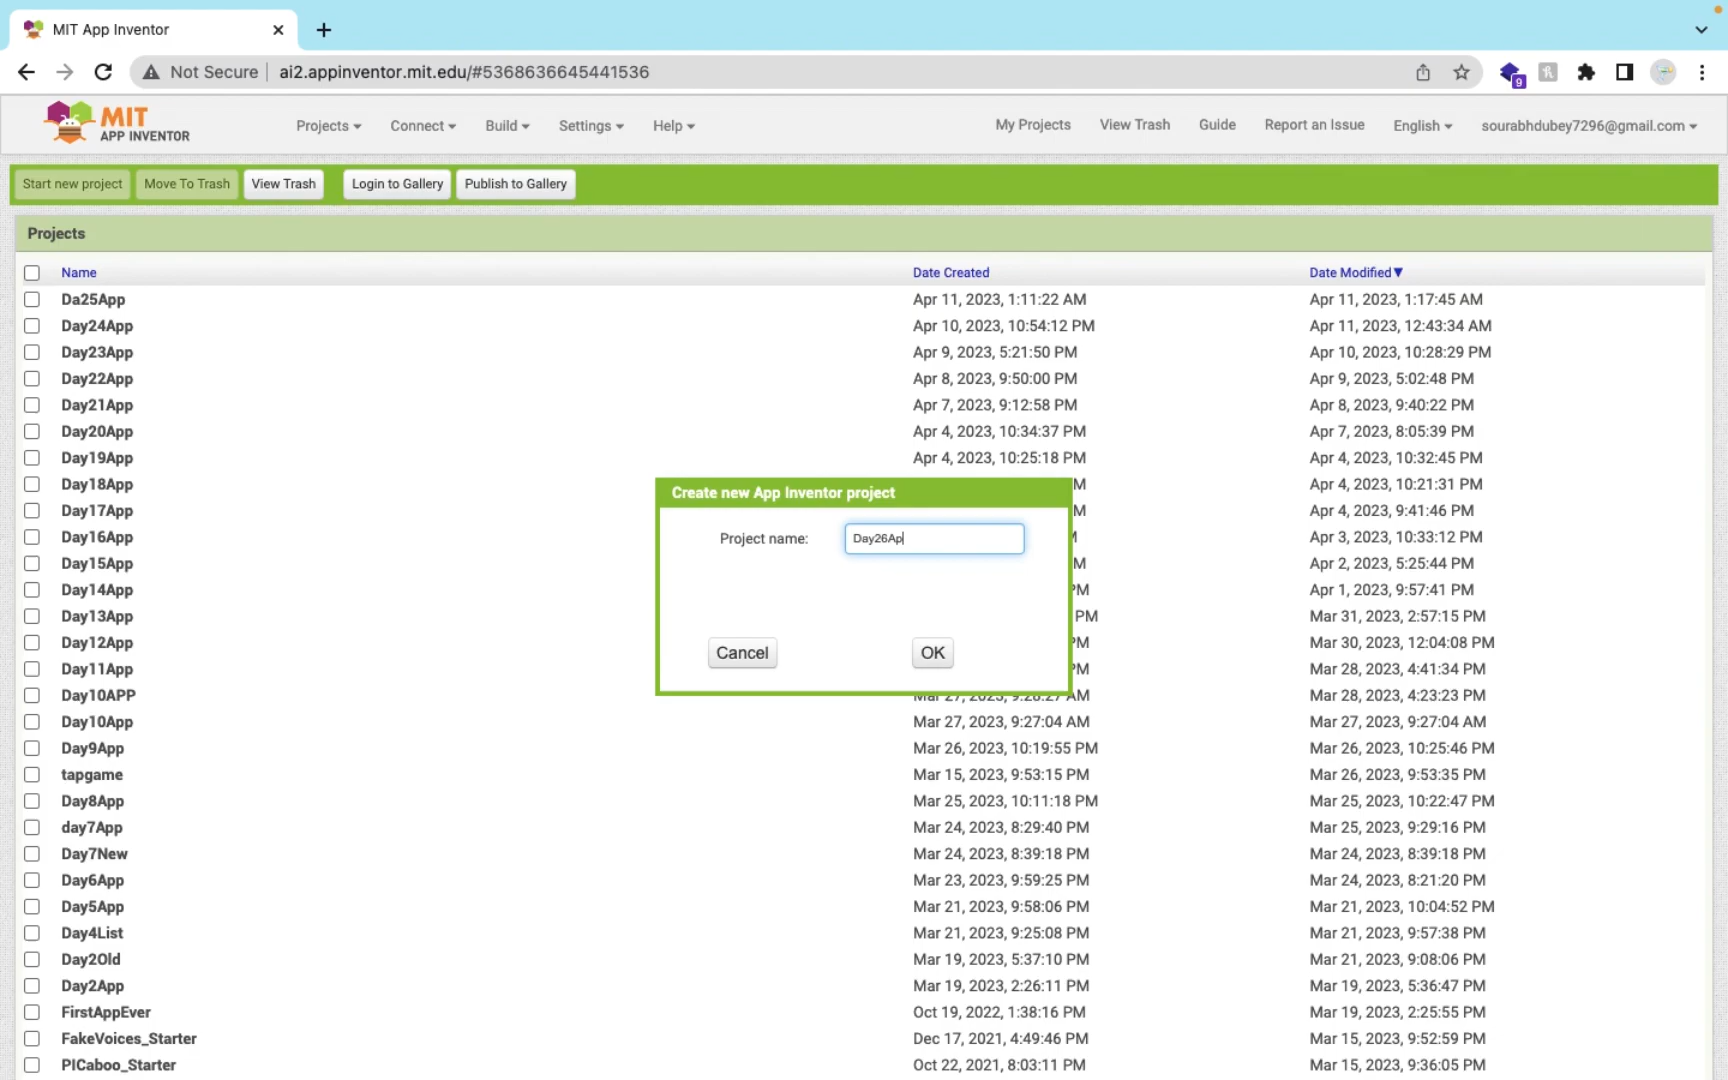 MIT App Inventor
Not Secure ai2.appinventor.mit.edu/#5368636645441536
9
MIT APP INVENTOR Projects Connect Build Settings Help My Projects View Trash Guide Report an Issue English sourabhdubey7296@gmail.com
Start new project Move To Trash View Trash Login to Gallery Publish to Gallery
Projects
Name Date Created Date Modified
Da25App Apr 11, 2023, 1:11:22 AM Apr 11, 2023, 1:17:45 AM
Day24App Apr 10, 2023, 10:54:12 PM Apr 11, 2023, 12:43:34 AM
Day23App Apr 9, 2023, 5:21:50 PM Apr 10, 2023, 10:28:29 PM
Day22App Apr 8, 2023, 9:50:00 PM Apr 9, 2023, 5:02:48 PM
Day21App Apr 7, 2023, 9:12:58 PM Apr 8, 2023, 9:40:22 PM
Day20App Apr 4, 2023, 10:34:37 PM Apr 7, 2023, 8:05:39 PM
Day19App Apr 4, 2023, 10:25:18 PM Apr 4, 2023, 10:32:45 PM
Day18App Apr 4, 2023, 10:21:31 PM
Day17App Apr 4, 2023, 9:41:46 PM
Day16App Apr 3, 2023, 10:33:12 PM
Day15App Apr 2, 2023, 5:25:44 PM
Day14App Apr 1, 2023, 9:57:41 PM
Day13App PM Mar 31, 2023, 2:57:15 PM
Day12App Mar 30, 2023, 12:04:08 PM
Day11App Mar 28, 2023, 4:41:34 PM
Day10APP Mar 27, 2023, 9:28:27 AM Mar 28, 2023, 4:23:23 PM
Day10App Mar 27, 2023, 9:27:04 AM Mar 27, 2023, 9:27:04 AM
Day9App Mar 26, 2023, 10:19:55 PM Mar 26, 2023, 10:25:46 PM
tapgame Mar 15, 2023, 9:53:15 PM Mar 26, 2023, 9:53:35 PM
Day8App Mar 25, 2023, 10:11:18 PM Mar 25, 2023, 10:22:47 PM
day7App Mar 24, 2023, 8:29:40 PM Mar 25, 2023, 9:29:16 PM
Day7New Mar 24, 2023, 8:39:18 PM Mar 24, 2023, 8:39:18 PM
Day6App Mar 23, 2023, 9:59:25 PM Mar 24, 2023, 8:21:20 PM
Day5App Mar 21, 2023, 9:58:06 PM Mar 21, 2023, 10:04:52 PM
Day4List Mar 21, 2023, 9:25:08 PM Mar 21, 2023, 9:57:38 PM
Day2Old Mar 19, 2023, 5:37:10 PM Mar 21, 2023, 9:08:06 PM
Day2App Mar 19, 2023, 2:26:11 PM Mar 19, 2023, 5:36:47 PM
FirstAppEver Oct 19, 2022, 1:38:16 PM Mar 19, 2023, 2:25:55 PM
FakeVoices_Starter Dec 17, 2021, 4:49:46 PM Mar 15, 2023, 9:52:59 PM
PICaboo_Starter Oct 22, 2021, 8:03:11 PM Mar 15, 2023, 9:36:05 PM
Create new App Inventor project
Project name: Day26Ap
Cancel OK